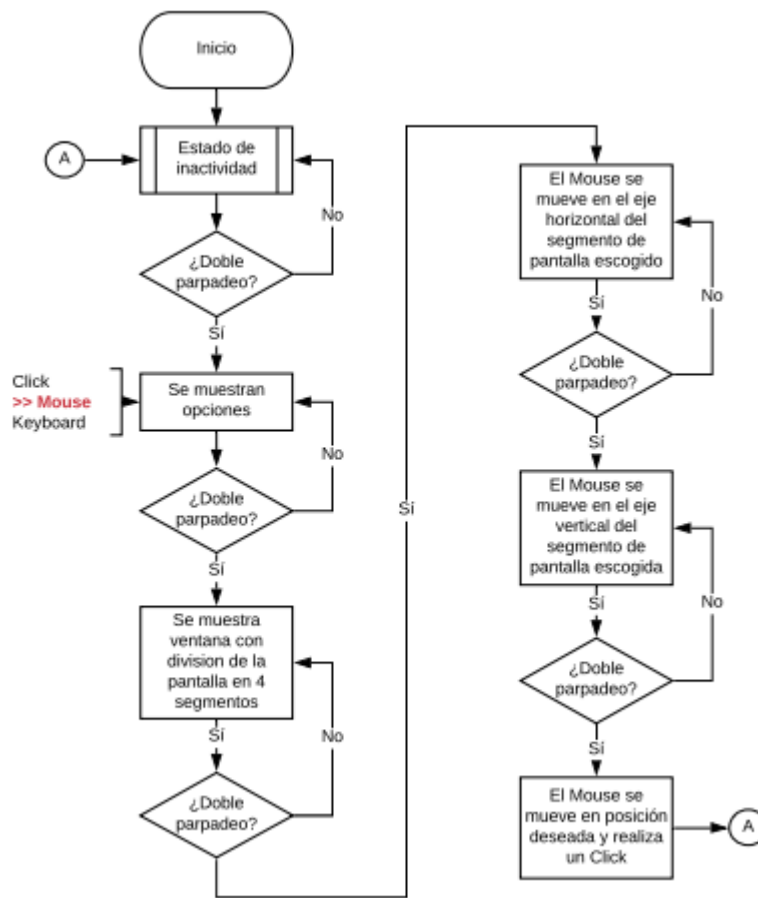 Inicio
A
Estado de
inactividad
No
¿Doble
parpadeo?
Sí
Click
>> Mouse
Keyboard
Se muestran
opciones
No
¿Doble
parpadeo?
Sí
Se muestra
ventana con
division de la
pantalla en 4
segmentos
Sí
No
¿Doble
parpadeo?
Sí
El Mouse se
mueve en el eje
horizontal del
segmento de
pantalla escogido
Sí
No
¿Doble
parpadeo?
Sí
El Mouse se
mueve en el eje
vertical del
segmento de
pantalla escogida
Sí
No
¿Doble
parpadeo?
Sí
El Mouse se
mueve en posición
deseada y realiza
un Click
A